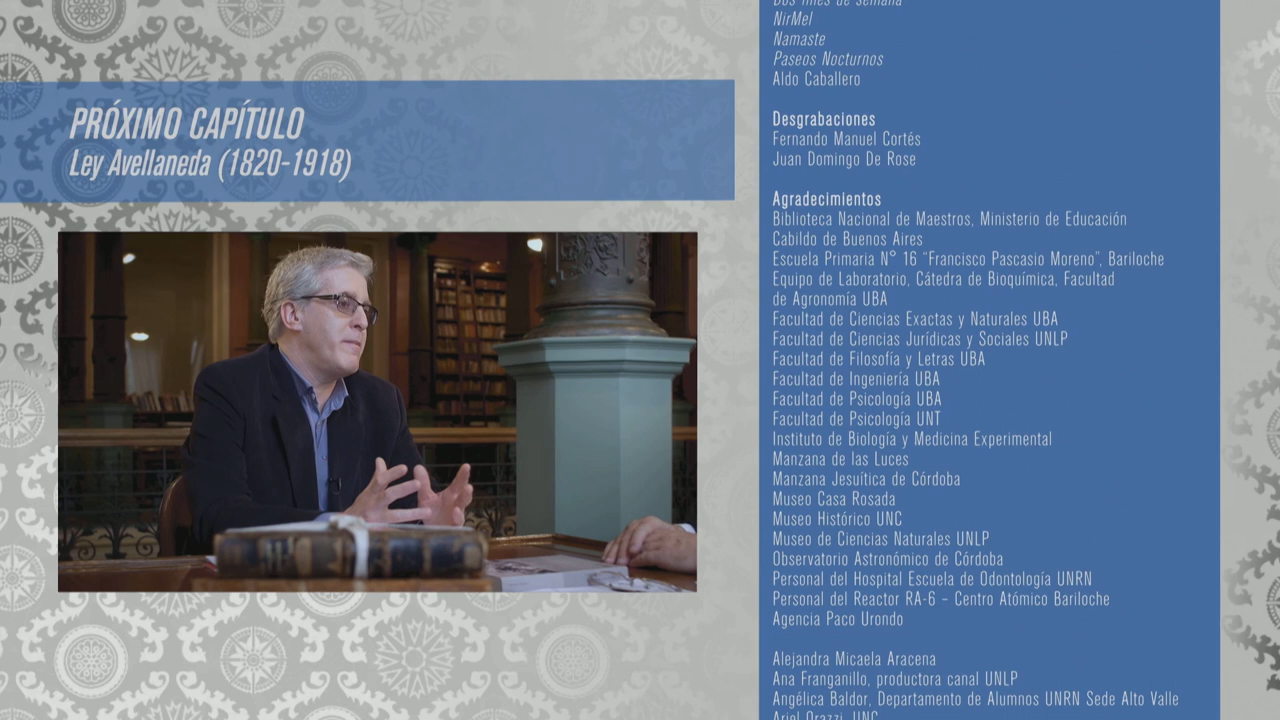 PRÓXIMO CAPÍTULO
Ley Avellaneda (1820-1918)
Dos fines de semana
NirMel
Namaste
Paseos Nocturnos
Aldo Caballero
Desgrabaciones
Fernando Manuel Cortés
Juan Domingo De Rose
Agradecimientos
Biblioteca Nacional de Maestros, Ministerio de Educación
Cabildo de Buenos Aires
Escuela Primaria N° 16 “Francisco Pascasio Moreno”, Bariloche
Equipo de Laboratorio, Cátedra de Bioquímica, Facultad
de Agronomía UBA
Facultad de Ciencias Exactas y Naturales UBA
Facultad de Ciencias Jurídicas y Sociales UNLP
Facultad de Filosofía y Letras UBA
Facultad de Ingeniería UBA
Facultad de Psicología UBA
Facultad de Psicología UNT
Instituto de Biología y Medicina Experimental
Manzana de las Luces
Manzana Jesuítica de Córdoba
Museo Casa Rosada
Museo Histórico UNC
Museo de Ciencias Naturales UNLP
Observatorio Astronómico de Córdoba
Personal del Hospital Escuela de Odontología UNRN
Personal del Reactor RA-6 – Centro Atómico Bariloche
Agencia Paco Urondo
Alejandra Micaela Aracena
Ana Franganillo, productora canal UNLP
Angélica Baldor, Departamento de Alumnos UNRN Sede Alto Valle
Ariel Orazzi, UNC